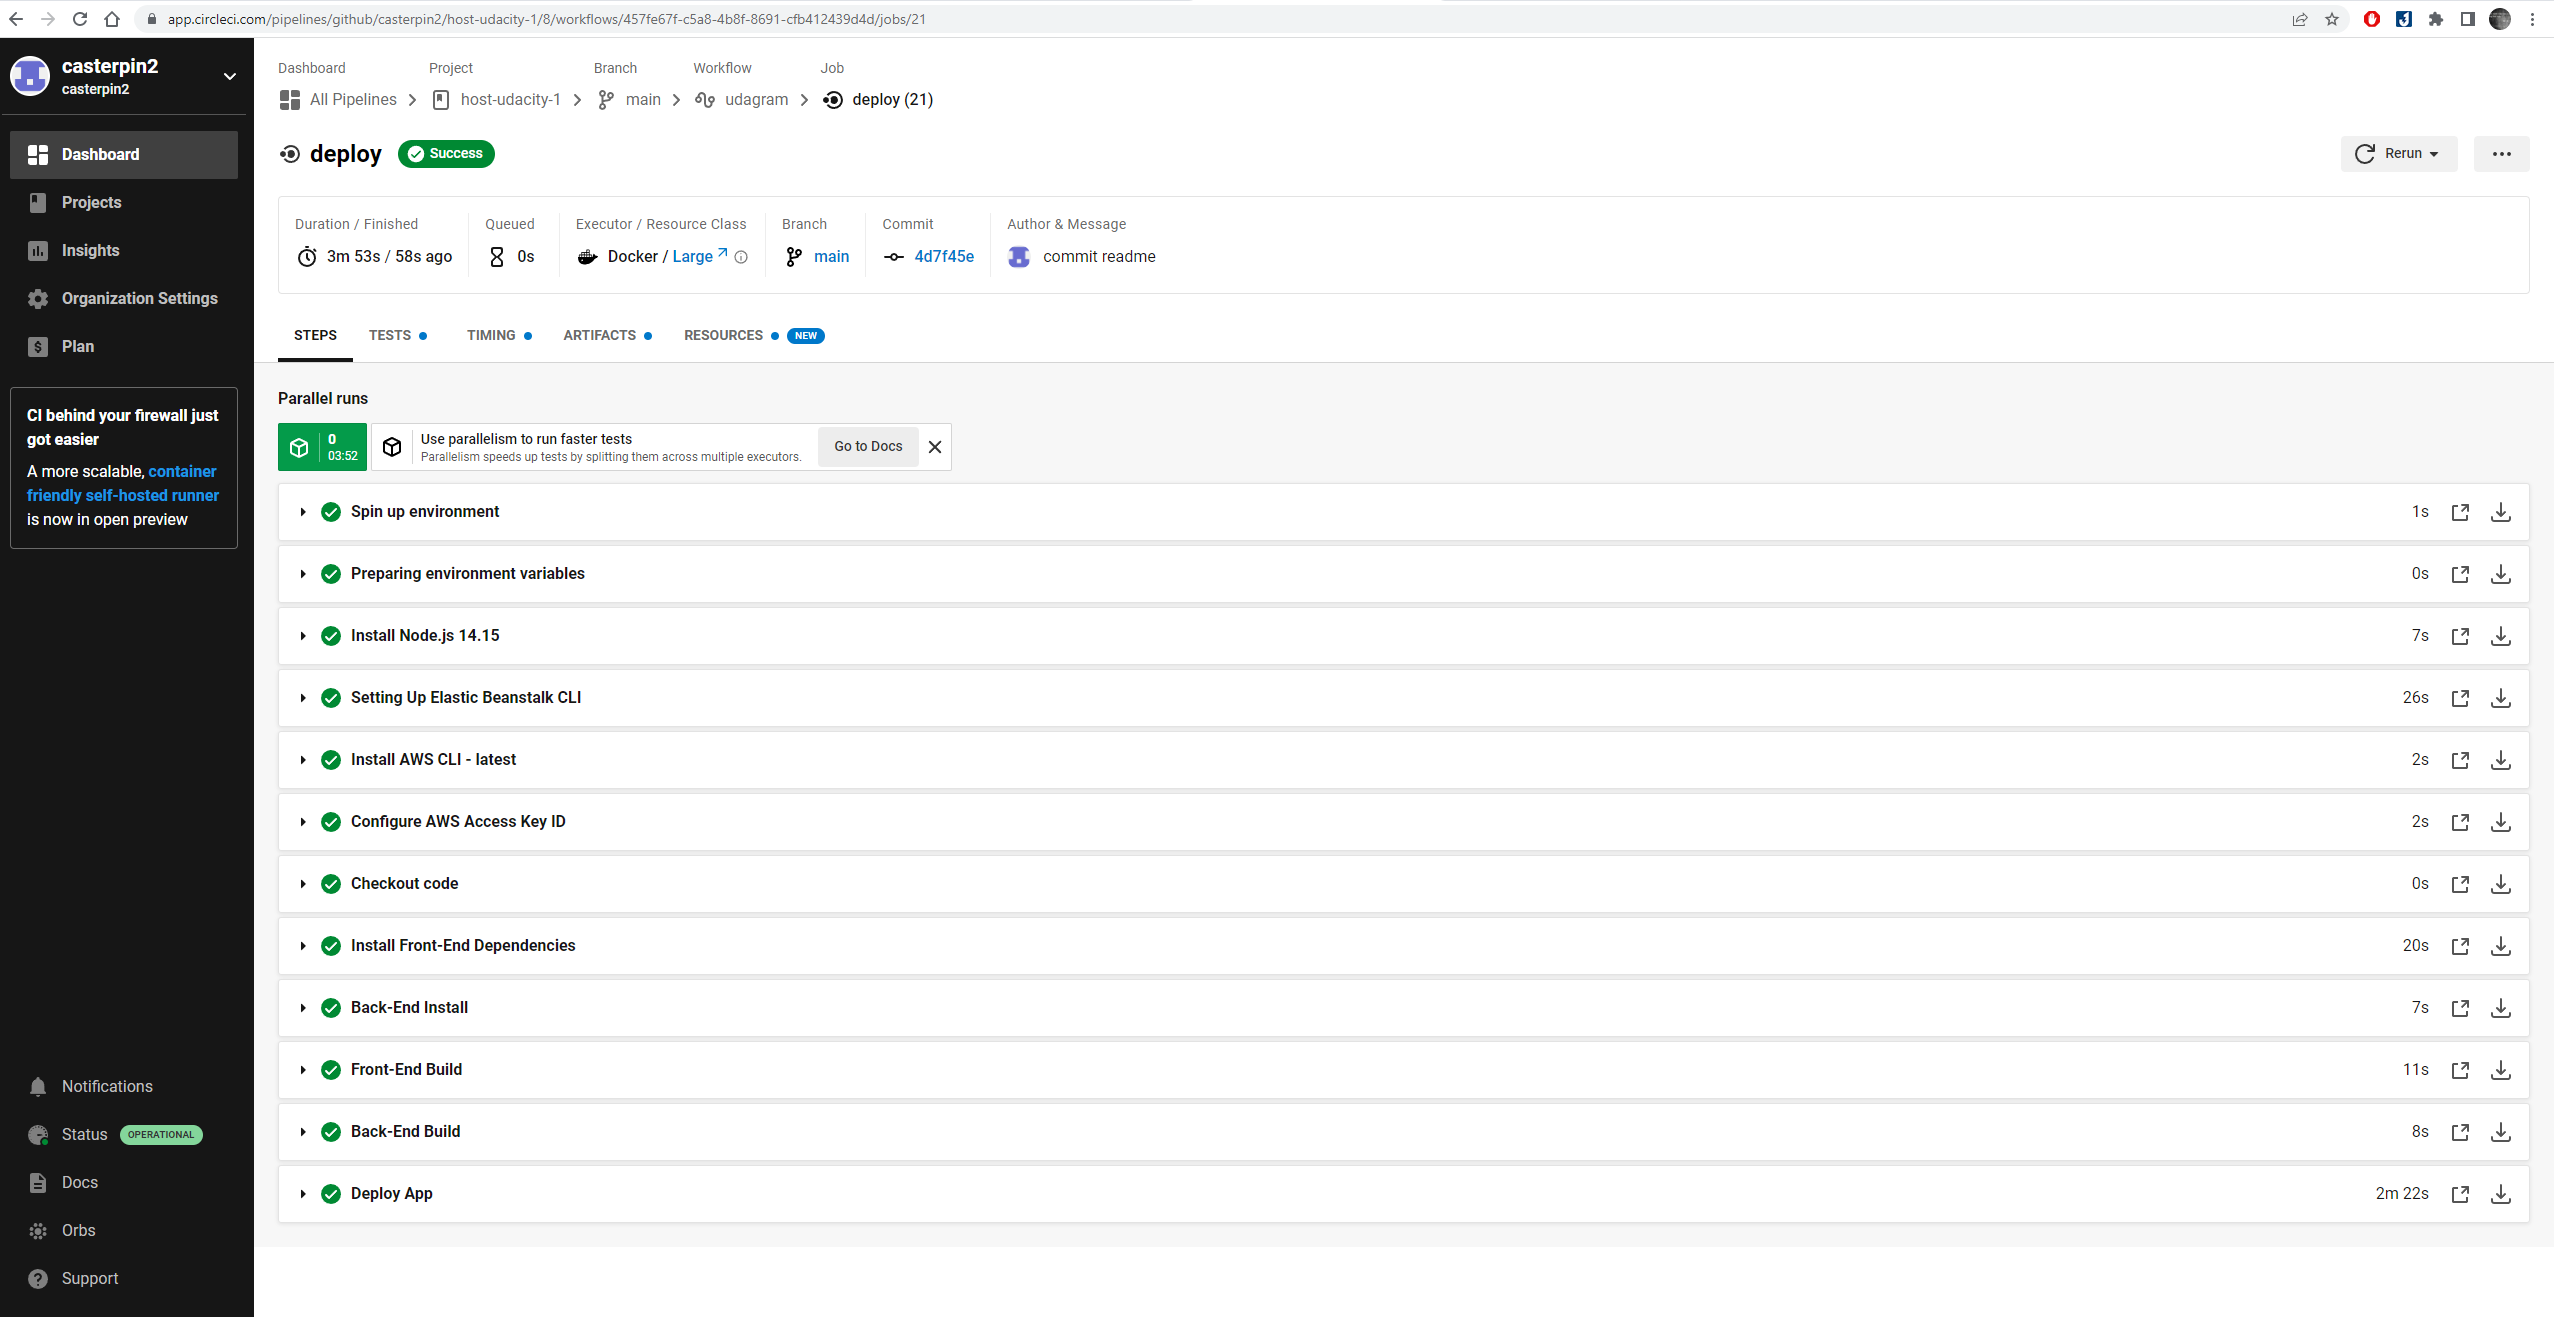 app.circleci.com/pipelines/github/casterpin2/host-udacity-1/8/workflows/457fe67f-c5a8-4b8f-8691-cfb412439d4d/jobs/21
casterpin2
casterpin2
Dashboard
Projects
Insights
Organization Settings
Plan
CI behind your firewall just
got easier
A more scalable, container
friendly self-hosted runner
is now in open preview
Notifications
Status OPERATIONAL
Docs
Orbs
Support
Dashboard Project Branch Workflow Job
All Pipelines host-udacity-1 main udagram deploy (21)
deploy Success Rerun
Duration / Finished Queued Executor / Resource Class Branch Commit Author & Message
3m 53s / 58s ago 0s Docker / Large main 4d7f45e commit readme
STEPS TESTS TIMING ARTIFACTS RESOURCES NEW
Parallel runs
0
03:52
Use parallelism to run faster tests
Parallelism speeds up tests by splitting them across multiple executors.
Go to Docs
Spin up environment 1s
Preparing environment variables 0s
Install Node.js 14.15 7s
Setting Up Elastic Beanstalk CLI 26s
Install AWS CLI - latest 2s
Configure AWS Access Key ID 2s
Checkout code 0s
Install Front-End Dependencies 20s
Back-End Install 7s
Front-End Build 11s
Back-End Build 8s
Deploy App 2m 22s